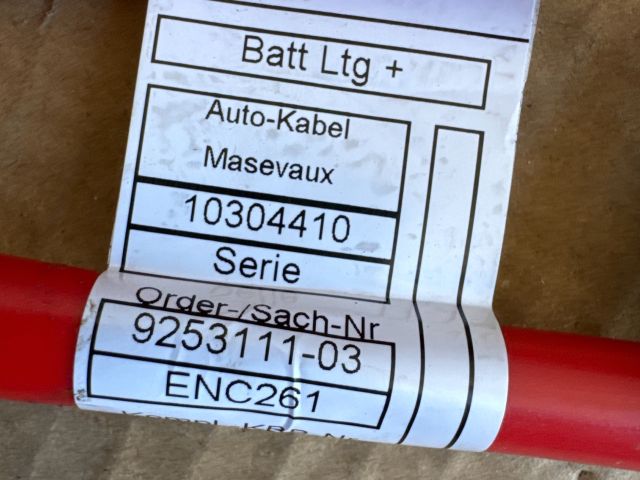 Batt Ltg +
Auto-Kabel
Masevaux
10304410
Serie
Order-/Sach-Nr
9253111-03
ENC261